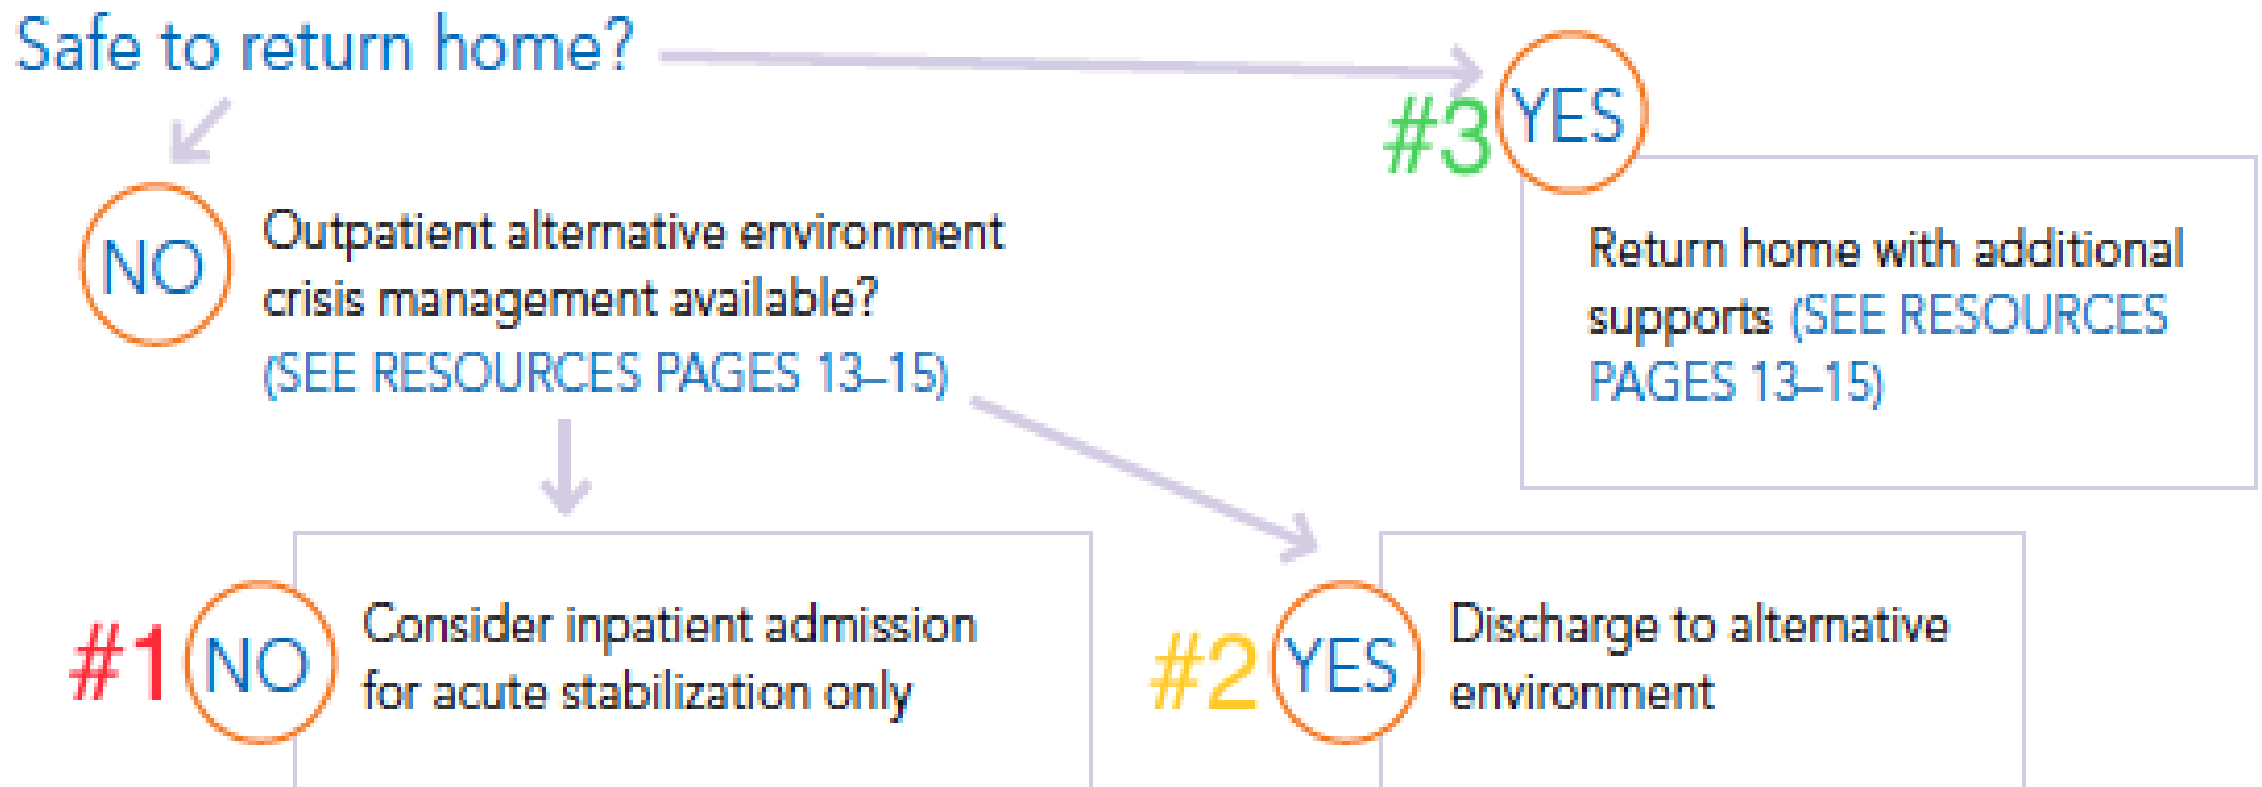 Safe to return home?
#3 YES
Return home with additional
supports (SEE RESOURCES
PAGES 13–15)
NO
Outpatient alternative environment
crisis management available?
(SEE RESOURCES PAGES 13–15)
#1 NO
Consider inpatient admission
for acute stabilization only
#2 YES
Discharge to alternative
environment